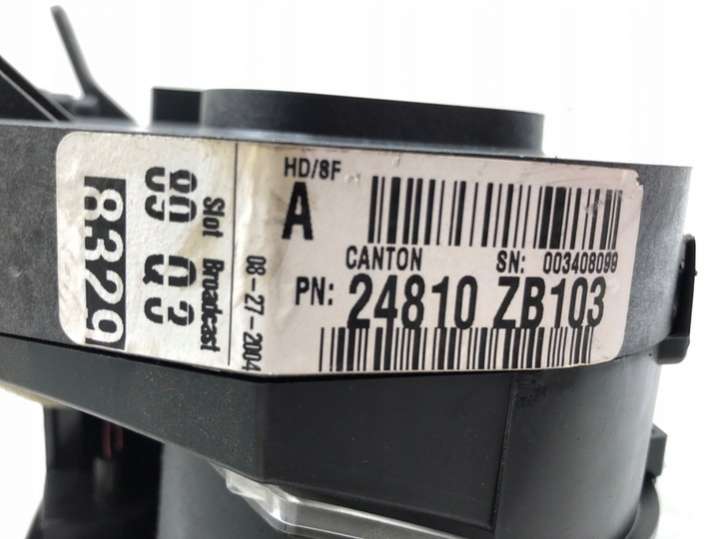 HD/8F
A
CANTON SN: 003408099
PN: 24810 ZB103
08-27-2004
Slot Broadcast
8329